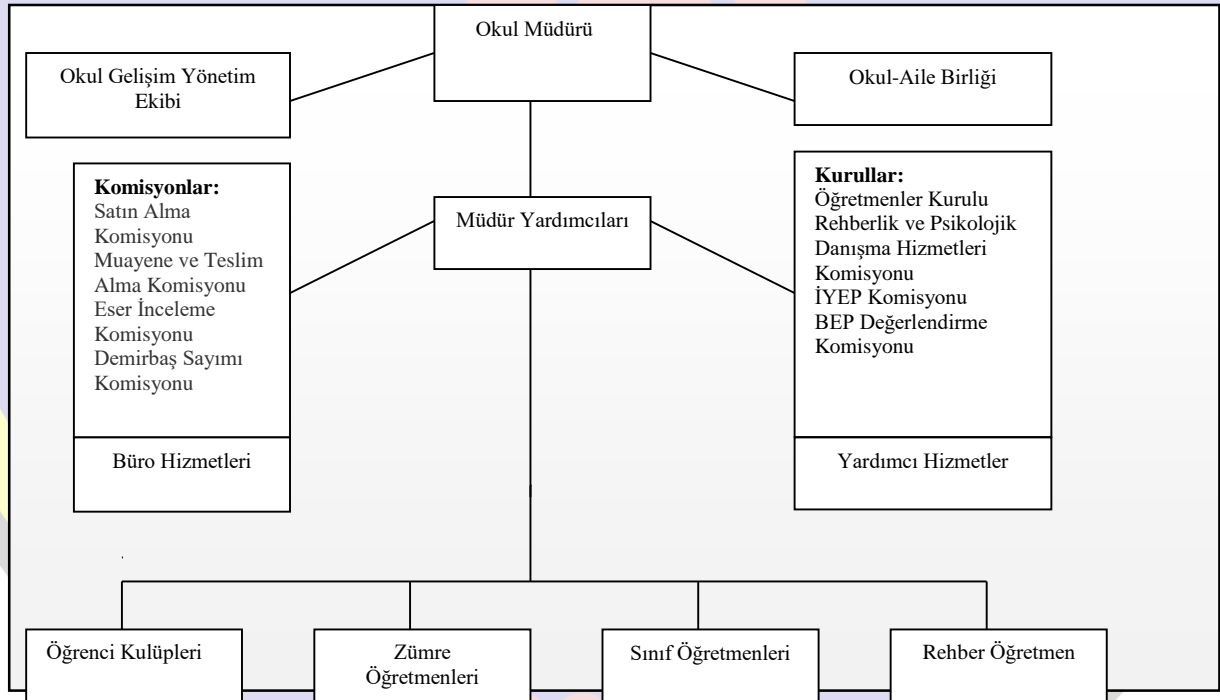 Okul Müdürü
Okul Gelişim Yönetim
Ekibi
Okul-Aile Birliği
Komisyonlar:
Satın Alma
Komisyonu
Muayene ve Teslim
Alma Komisyonu
Eser İnceleme
Komisyonu
Demirbaş Sayımı
Komisyonu
Müdür Yardımcıları
Kurullar:
Öğretmenler Kurulu
Rehberlik ve Psikolojik
Danışma Hizmetleri
Komisyonu
İYEP Komisyonu
BEP Değerlendirme
Komisyonu
Büro Hizmetleri
Yardımcı Hizmetler
Öğrenci Kulüpleri
Zümre
Öğretmenleri
Sınıf Öğretmenleri
Rehber Öğretmen